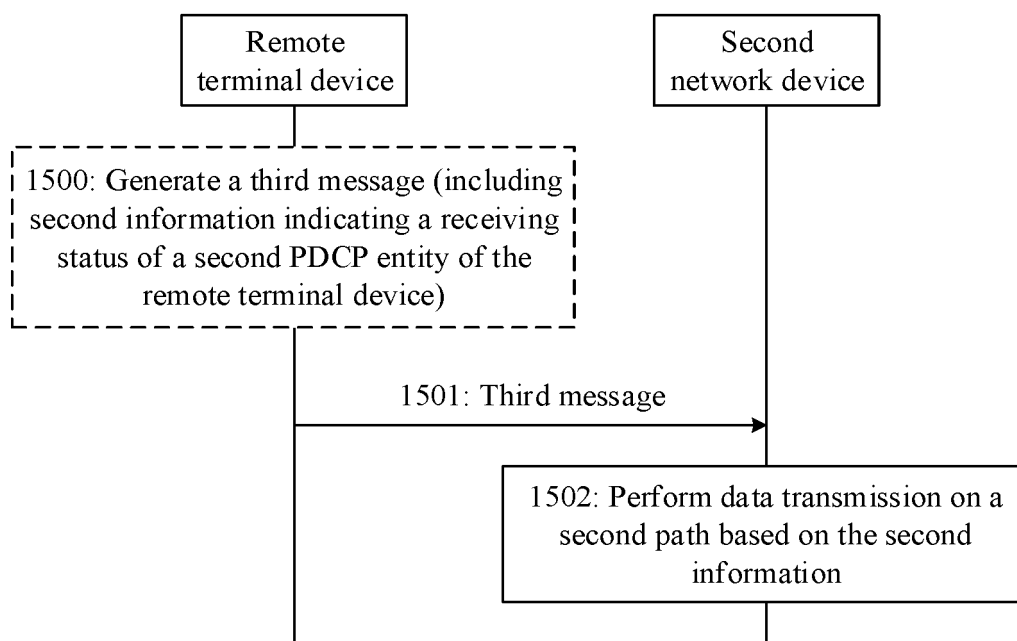 Remote
terminal device
Second
network device
1500: Generate a third message (including
second information indicating a receiving
status of a second PDCP entity of the
remote terminal device)
1501: Third message
1502: Perform data transmission on a
second path based on the second
information